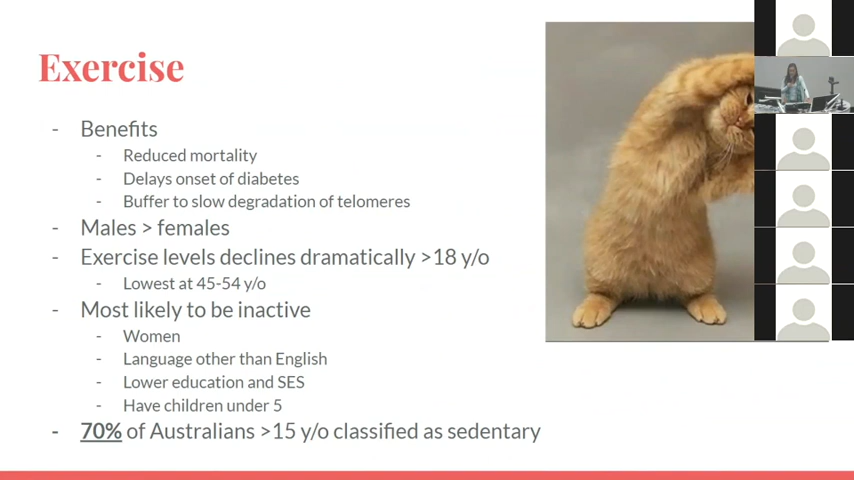 Exercise
- Benefits
- Reduced mortality
- Delays onset of diabetes
- Buffer to slow degradation of telomeres
- Males > females
- Exercise levels declines dramatically >18 y/o
- Lowest at 45-54 y/o
- Most likely to be inactive
- Women
- Language other than English
- Lower education and SES
- Have children under 5
- 70% of Australians >15 y/o classified as sedentary